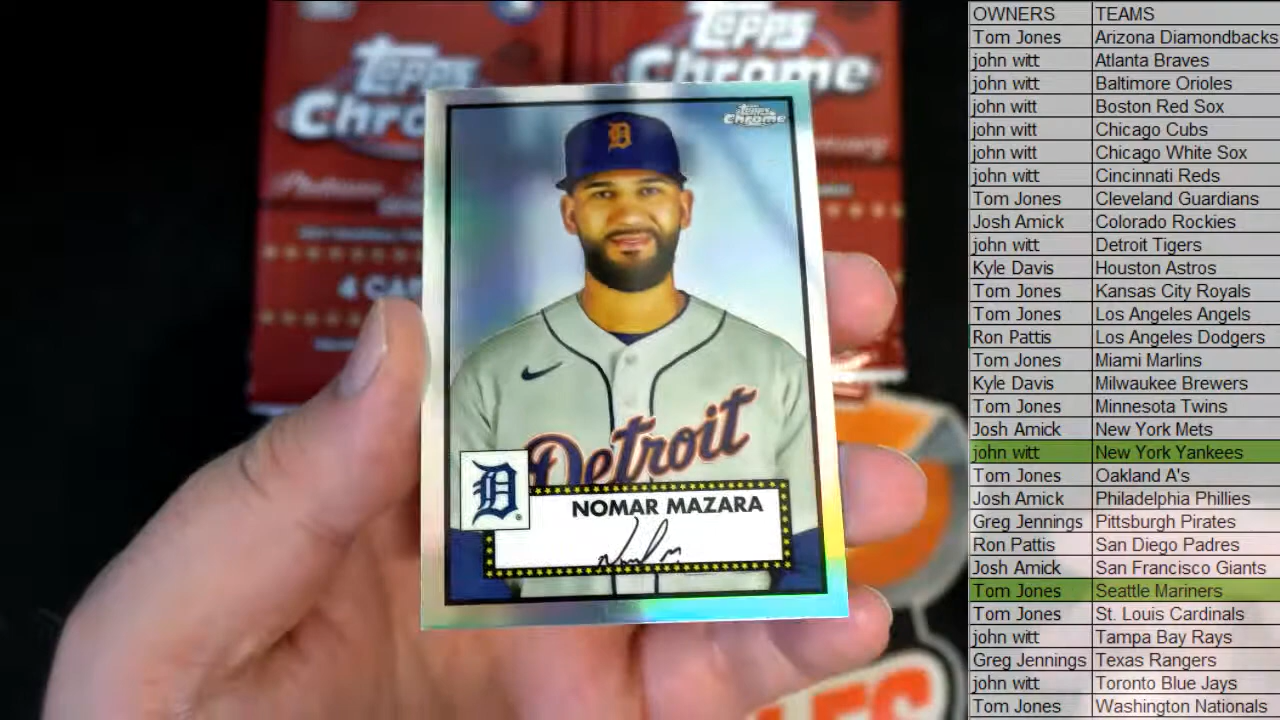 Topps
Chrome
Topps
Chro
4 CA
Topps
Chrome
D
Detroit
D
NOMAR MAZARA
OWNERS TEAMS
Tom Jones Arizona Diamondbacks
john witt Atlanta Braves
john witt Baltimore Orioles
john witt Boston Red Sox
john witt Chicago Cubs
john witt Chicago White Sox
john witt Cincinnati Reds
Tom Jones Cleveland Guardians
Josh Amick Colorado Rockies
john witt Detroit Tigers
Kyle Davis Houston Astros
Tom Jones Kansas City Royals
Tom Jones Los Angeles Angels
Ron Pattis Los Angeles Dodgers
Tom Jones Miami Marlins
Kyle Davis Milwaukee Brewers
Tom Jones Minnesota Twins
Josh Amick New York Mets
john witt New York Yankees
Tom Jones Oakland A's
Josh Amick Philadelphia Phillies
Greg Jennings Pittsburgh Pirates
Ron Pattis San Diego Padres
Josh Amick San Francisco Giants
Tom Jones Seattle Mariners
Tom Jones St. Louis Cardinals
john witt Tampa Bay Rays
Greg Jennings Texas Rangers
john witt Toronto Blue Jays
Tom Jones Washington Nationals